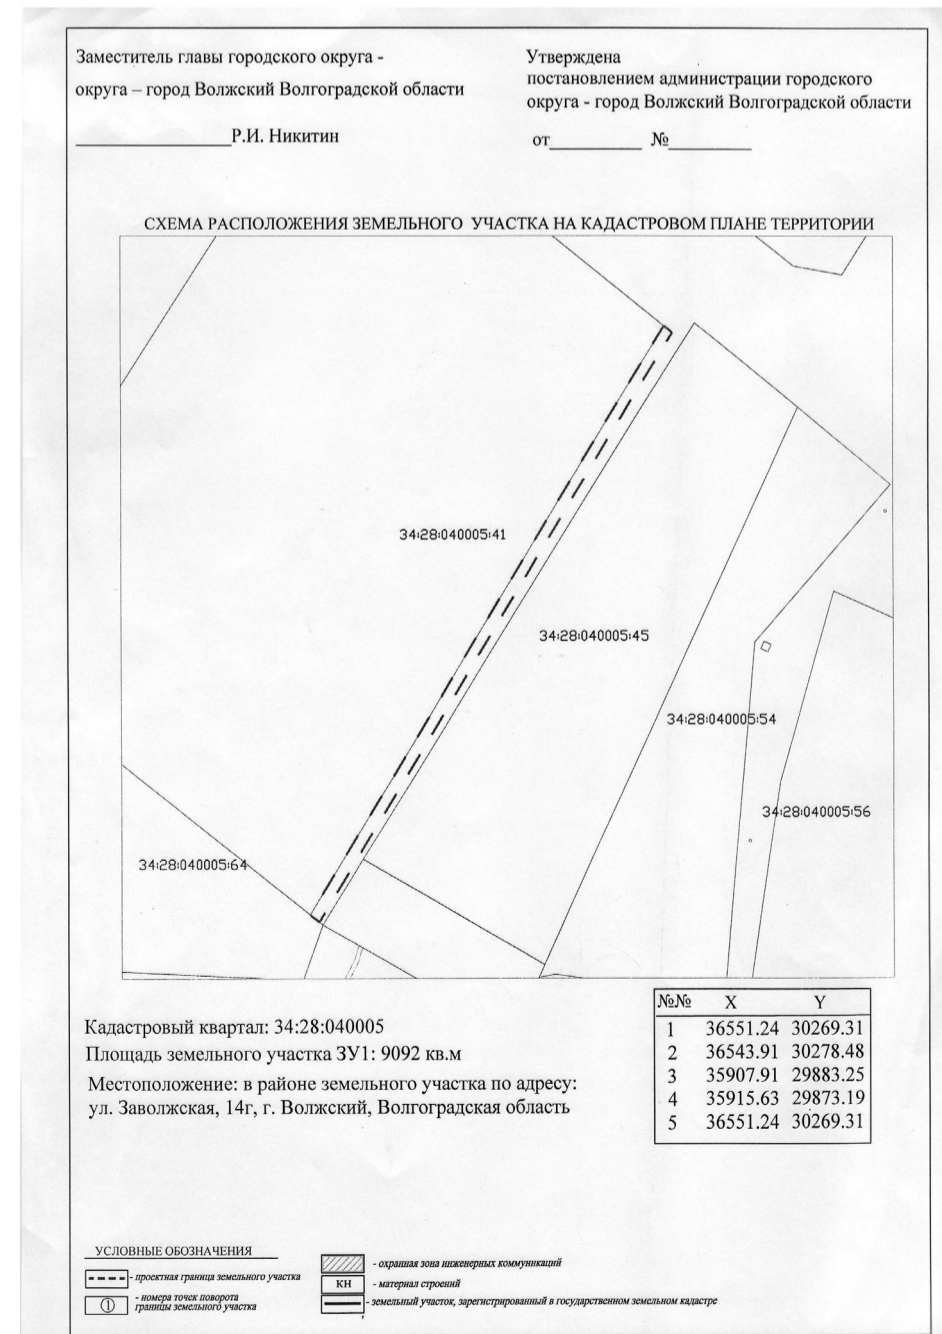 Заместитель главы городского округа -
округа – город Волжский Волгоградской области
Р.И. Никитин
Утверждена
постановлением администрации городского
округа - город Волжский Волгоградской области
от__________ №_________
СХЕМА РАСПОЛОЖЕНИЯ ЗЕМЕЛЬНОГО УЧАСТКА НА КАДАСТРОВОМ ПЛАНЕ ТЕРРИТОРИИ
34:28:040005:41
34:28:040005:45
34:28:040005:54
34:28:040005:56
34:28:040005:64
Кадастровый квартал: 34:28:040005
Площадь земельного участка ЗУ1: 9092 кв.м
Местоположение: в районе земельного участка по адресу:
ул. Заволжская, 14г, г. Волжский, Волгоградская область
№№ X Y
1 36551.24 30269.31
2 36543.91 30278.48
3 35907.91 29883.25
4 35915.63 29873.19
5 36551.24 30269.31
УСЛОВНЫЕ ОБОЗНАЧЕНИЯ
- проектная граница земельного участка
1
- номера точек поворота
границы земельного участка
- охранная зона инженерных коммуникаций
КН - материал строений
- земельный участок, зарегистрированный в государственном земельном кадастре